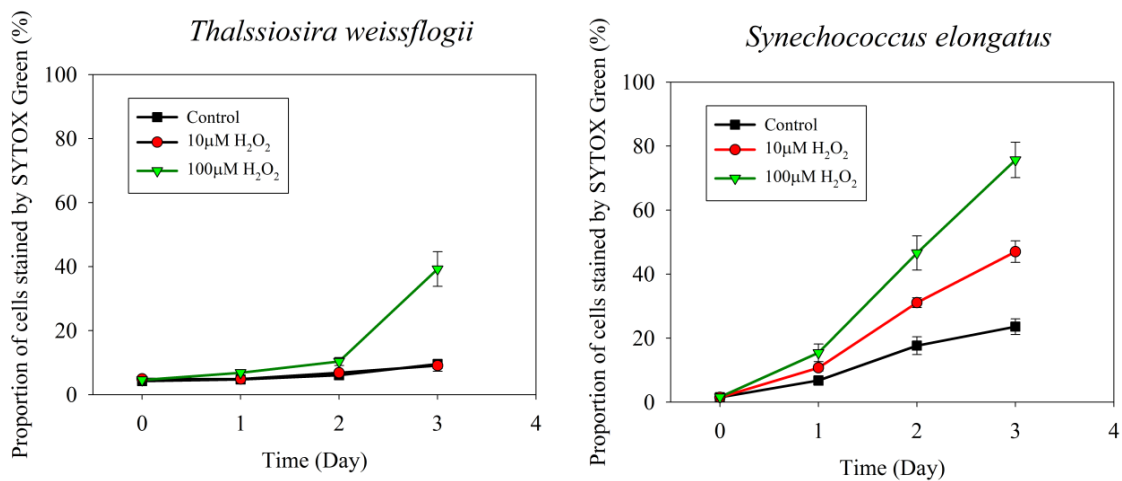 Thalssiosira weissflogii
Proportion of cells stained by SYTOX Green (%)
100
80
60
40
20
0
Control
10μM H₂O₂
100μM H₂O₂
0 1 2 3 4
Time (Day)
Synechococcus elongatus
Proportion of cells stained by SYTOX Green (%)
100
80
60
40
20
0
Control
10μM H₂O₂
100μM H₂O₂
0 1 2 3 4
Time (Day)